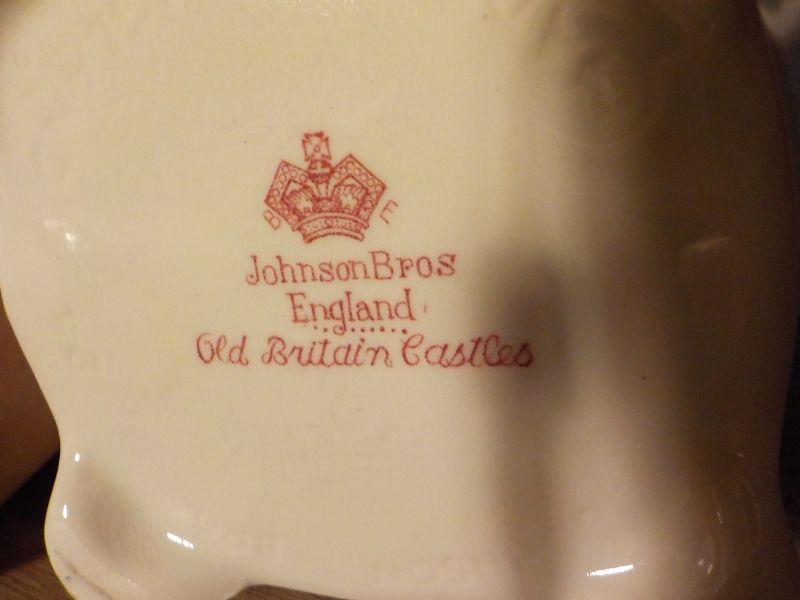 B E
JohnsonBros
England
Old Britain Castles